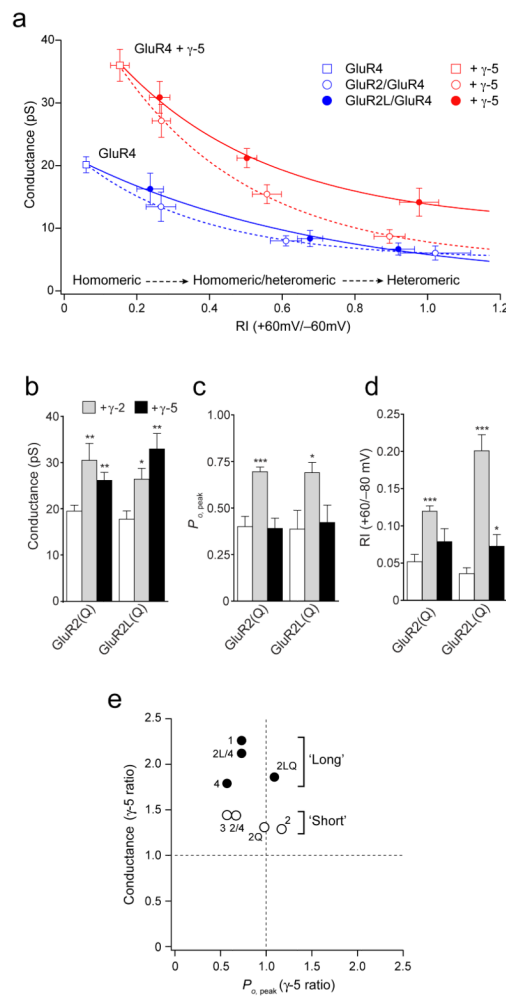 a
Conductance (pS)
40
30
20
10
0
GluR4 + γ-5
GluR4
GluR4
GluR2/GluR4
GluR2L/GluR4
+ γ-5
+ γ-5
+ γ-5
Homomeric
Homomeric/heteromeric
Heteromeric
0
0.2
0.4
0.6
0.8
1.0
1.2
RI (+60mV/–60mV)
b
+γ-2
+γ-5
Conductance (pS)
40
30
20
10
0
**
**
*
**
GluR2(Q)
GluR2L(Q)
c
Po, peak
1.00
0.75
0.50
0.25
0
***
*
GluR2(Q)
GluR2L(Q)
d
RI (+60/–80 mV)
0.25
0.20
0.15
0.10
0.05
0
***
***
*
GluR2(Q)
GluR2L(Q)
e
Conductance (γ-5 ratio)
2.5
2.0
1.5
1.0
0.5
0
1
2L/4
4
2LQ
'Long'
3
2/4
2Q
2
'Short'
0
0.5
1.0
1.5
2.0
2.5
Po, peak (γ-5 ratio)